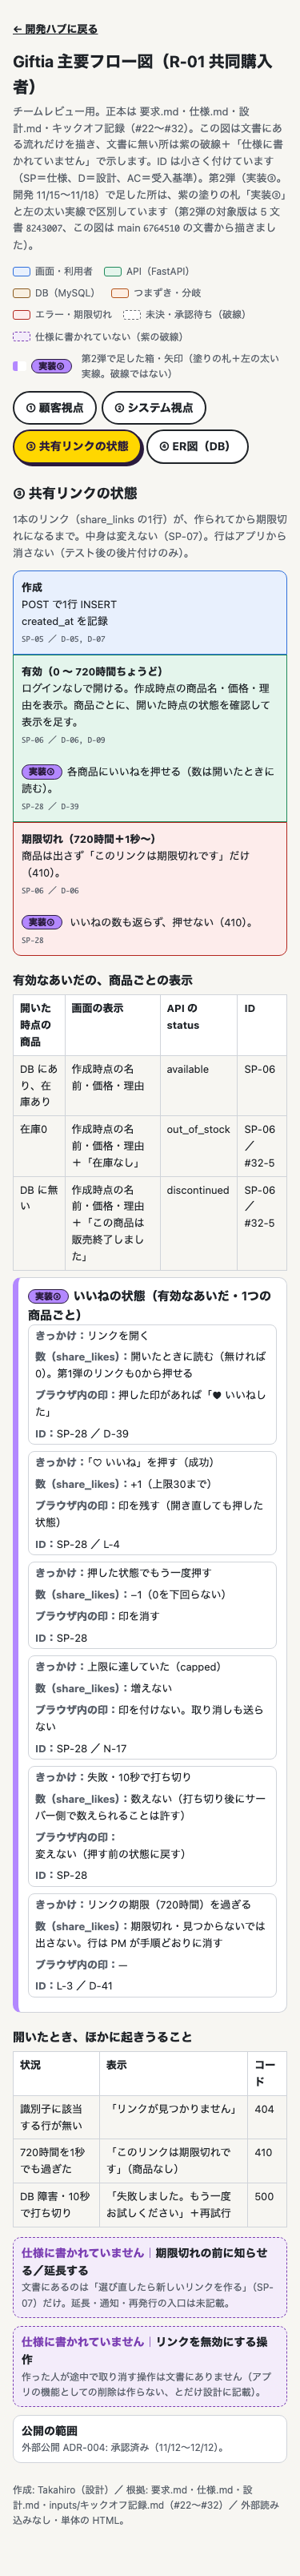 ← 開発ハブに戻る
Giftia 主要フロー図（R-01 共同購入
者）
チームレビュー用。正本は 要求.md・仕様.md・設
計.md・キックオフ記録（#22〜#32）。この図は文書にあ
る流れだけを描き、文書に無い所は紫の破線＋「仕様に書
かれていません」で示します。ID は小さく付けています
（SP＝仕様、D＝設計、AC＝受入基準）。第2弾（実装②。
開発 11/15〜11/18）で足した所は、紫の塗りの札「実装②」
と左の太い実線で区別しています（第2弾の対象版は 5 文
書 8243007、この図は main 6764510 の文書から描きまし
た）。
画面・利用者
API（FastAPI）
DB（MySQL）
つまずき・分岐
エラー・期限切れ
未決・承認待ち（破線）
仕様に書かれていない（紫の破線）
実装② 第2弾で足した箱・矢印（塗りの札＋左の太い
実線。破線ではない）
① 顧客視点
② システム視点
③ 共有リンクの状態
④ ER図（DB）
③ 共有リンクの状態
1本のリンク（share_links の1行）が、作られてから期限切
れになるまで。中身は変えない（SP-07）。行はアプリから
消さない（テスト後の後片付けのみ）。
作成
POST で1行 INSERT
created_at を記録
SP-05 ／ D-05, D-07
有効（0 〜 720時間ちょうど）
ログインなしで開ける。作成時点の商品名・価格・理
由を表示。商品ごとに、開いた時点の状態を確認して
表示を足す。
SP-06 ／ D-06, D-09
実装② 各商品にいいねを押せる（数は開いたときに
読む）。
SP-28 ／ D-39
期限切れ（720時間＋1秒〜）
商品は出さず「このリンクは期限切れです」だけ
（410）。
SP-06 ／ D-06
実装② いいねの数も返らず、押せない（410）。
SP-28
有効なあいだの、商品ごとの表示
開いた
時点の
商品
画面の表示
API の
status
ID
DB にあ
り、在
庫あり
作成時点の名
前・価格・理由
available
SP-06
在庫0
作成時点の名
前・価格・理由
＋「在庫なし」
out_of_stock
SP-06
／
#32-5
DB に無
い
作成時点の名
前・価格・理由
＋「この商品は
販売終了しまし
た」
discontinued
SP-06
／
#32-5
実装② いいねの状態（有効なあいだ・1つの
商品ごと）
きっかけ：リンクを開く
数（share_likes）：開いたときに読む（無ければ
0）。第1弾のリンクも0から押せる
ブラウザ内の印：押した印があれば「♥ いいねし
た」
ID：SP-28 ／ D-39
きっかけ：「♡ いいね」を押す（成功）
数（share_likes）：+1（上限30まで）
ブラウザ内の印：印を残す（開き直しても押した
状態）
ID：SP-28 ／ L-4
きっかけ：押した状態でもう一度押す
数（share_likes）：−1（0を下回らない）
ブラウザ内の印：印を消す
ID：SP-28
きっかけ：上限に達していた（capped）
数（share_likes）：増えない
ブラウザ内の印：印を付けない。取り消しも送ら
ない
ID：SP-28 ／ N-17
きっかけ：失敗・10秒で打ち切り
数（share_likes）：数えない（打ち切り後にサー
バー側で数えられることは許す）
ブラウザ内の印：
変えない（押す前の状態に戻す）
ID：SP-28
きっかけ：リンクの期限（720時間）を過ぎる
数（share_likes）：期限切れ・見つからないでは
出さない。行は PM が手順どおりに消す
ブラウザ内の印：—
ID：L-3 ／ D-41
開いたとき、ほかに起きうること
状況
表示
コー
ド
識別子に該当
する行が無い
「リンクが見つかりません」
404
720時間を1秒
でも過ぎた
「このリンクは期限切れで
す」（商品なし）
410
DB 障害・10秒
で打ち切り
「失敗しました。もう一度
お試しください」＋再試行
500
仕様に書かれていません｜期限切れの前に知らせ
る／延長する
文書にあるのは「選び直したら新しいリンクを作る」（SP-
07）だけ。延長・通知・再発行の入口は未記載。
仕様に書かれていません｜リンクを無効にする操
作
作った人が途中で取り消す操作は文書にありません（アプ
リの機能としての削除は作らない、とだけ設計に記載）。
公開の範囲
外部公開 ADR-004: 承認済み（11/12〜12/12）。
作成: Takahiro（設計）／ 根拠: 要求.md・仕様.md・設
計.md・inputs/キックオフ記録.md（#22〜#32）／ 外部読み
込みなし・単体の HTML。